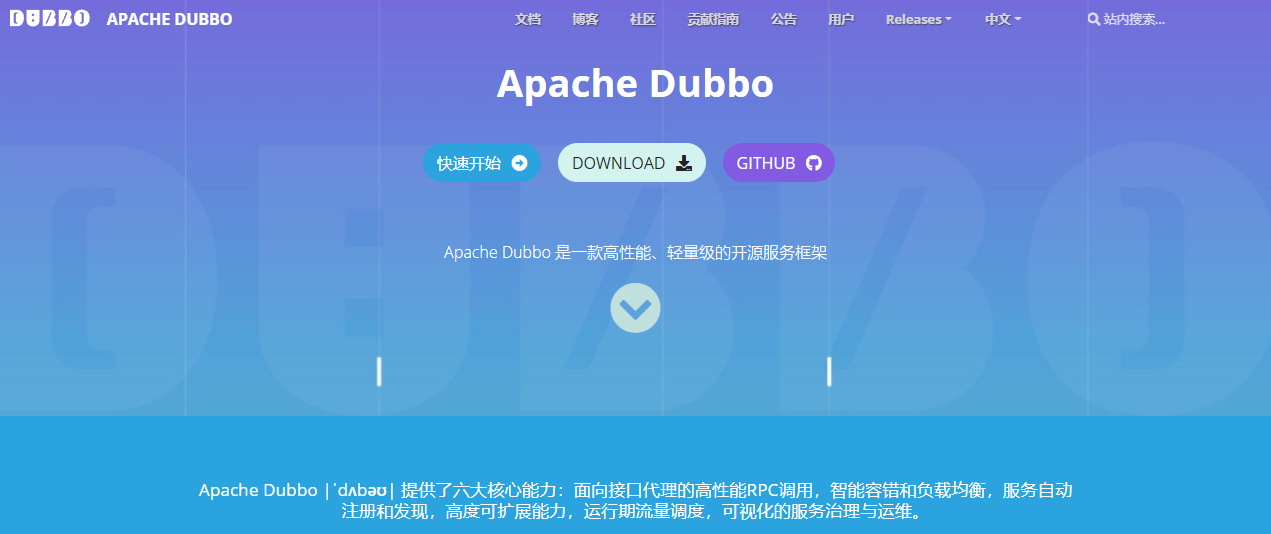 DUBBO APACHE DUBBO 文档 博客 社区 贡献指南 公告 用户 Releases 中文 站内搜索...
Apache Dubbo
快速开始 DOWNLOAD GITHUB
DUBBO
Apache Dubbo 是一款高性能、轻量级的开源服务框架
Apache Dubbo |ˈdʌbəʊ| 提供了六大核心能力：面向接口代理的高性能RPC调用，智能容错和负载均衡，服务自动
注册和发现，高度可扩展能力，运行期流量调度，可视化的服务治理与运维。